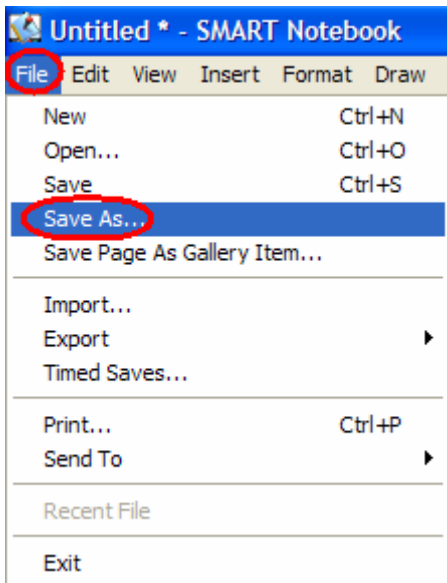 Untitled * - SMART Notebook
File Edit View Insert Format Draw
New Ctrl+N
Open... Ctrl+O
Save Ctrl+S
Save As...
Save Page As Gallery Item...
Import...
Export
Timed Saves...
Print... Ctrl+P
Send To
Recent File
Exit